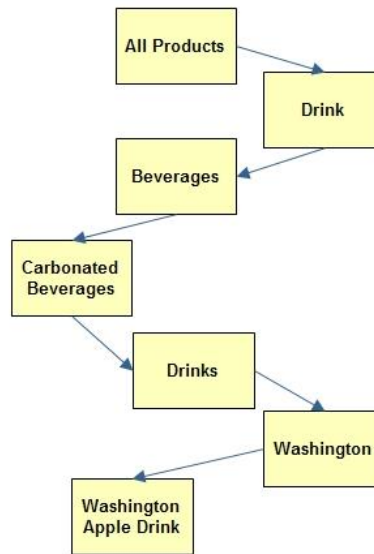 All Products
Drink
Beverages
Carbonated
Beverages
Drinks
Washington
Washington
Apple Drink